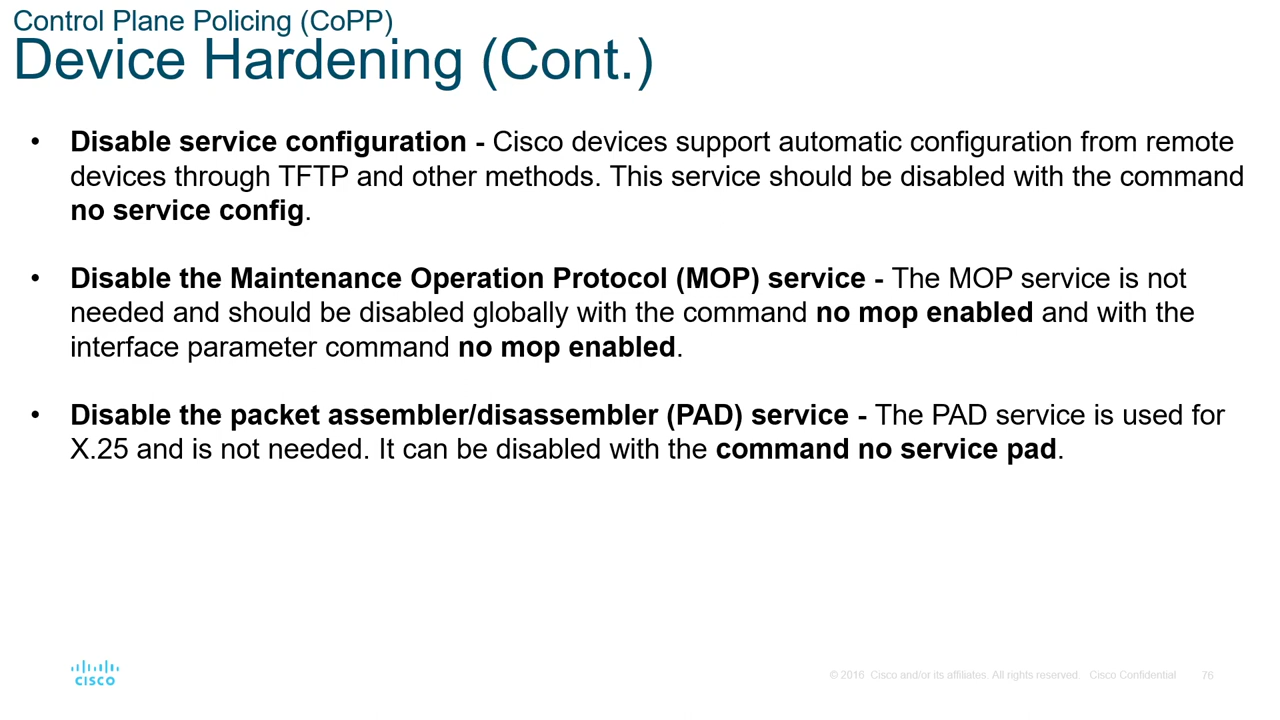 Control Plane Policing (CoPP)
Device Hardening (Cont.)
• Disable service configuration - Cisco devices support automatic configuration from remote
devices through TFTP and other methods. This service should be disabled with the command
no service config.
• Disable the Maintenance Operation Protocol (MOP) service - The MOP service is not
needed and should be disabled globally with the command no mop enabled and with the
interface parameter command no mop enabled.
• Disable the packet assembler/disassembler (PAD) service - The PAD service is used for
X.25 and is not needed. It can be disabled with the command no service pad.
CISCO
© 2016 Cisco and/or its affiliates. All rights reserved. Cisco Confidential 76